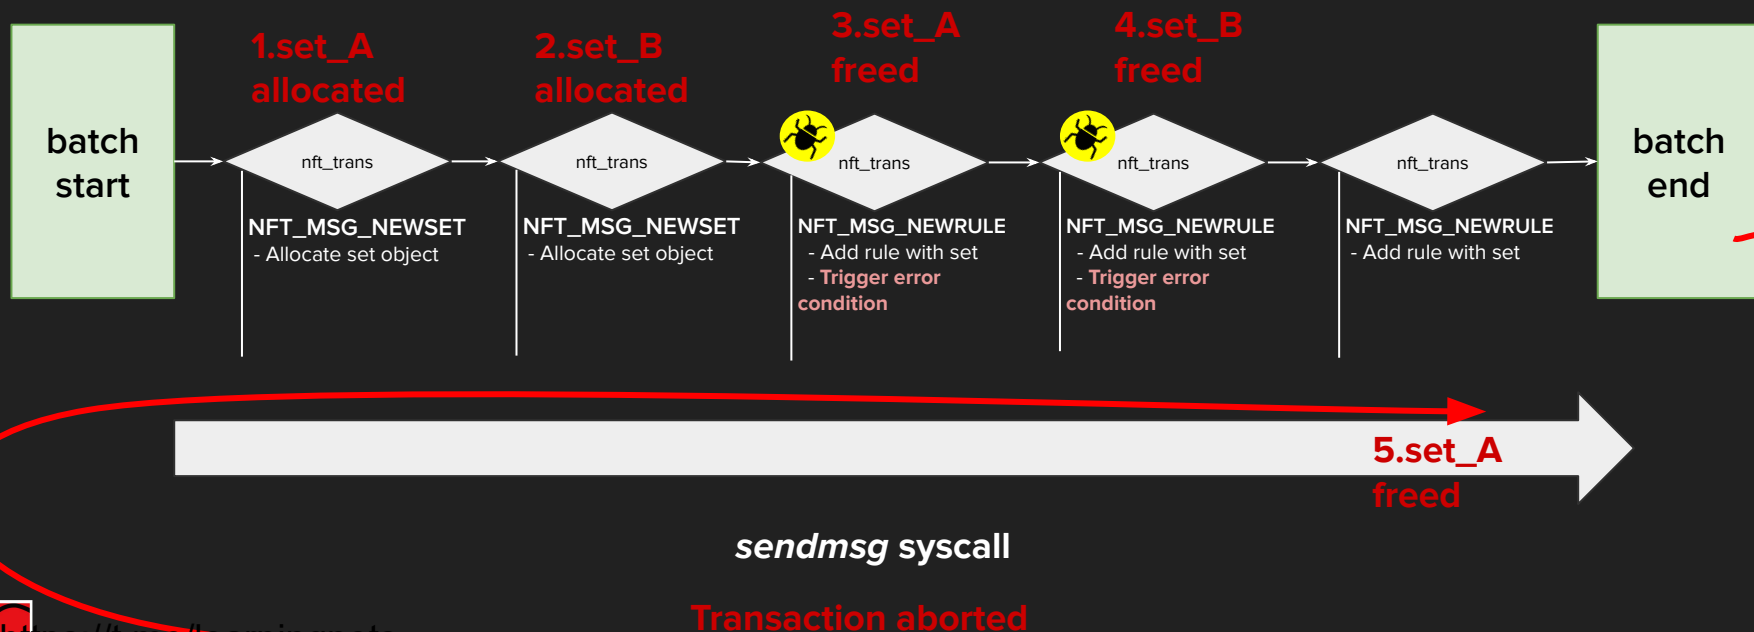 batch
start
1.set_A
allocated
nft_trans
NFT_MSG_NEWSET
- Allocate set object
2.set_B
allocated
nft_trans
NFT_MSG_NEWSET
- Allocate set object
3.set_A
freed
nft_trans
NFT_MSG_NEWRULE
- Add rule with set
- Trigger error
condition
4.set_B
freed
nft_trans
NFT_MSG_NEWRULE
- Add rule with set
- Trigger error
condition
nft_trans
NFT_MSG_NEWRULE
- Add rule with set
batch
end
5.set_A
freed
sendmsg syscall
Transaction aborted